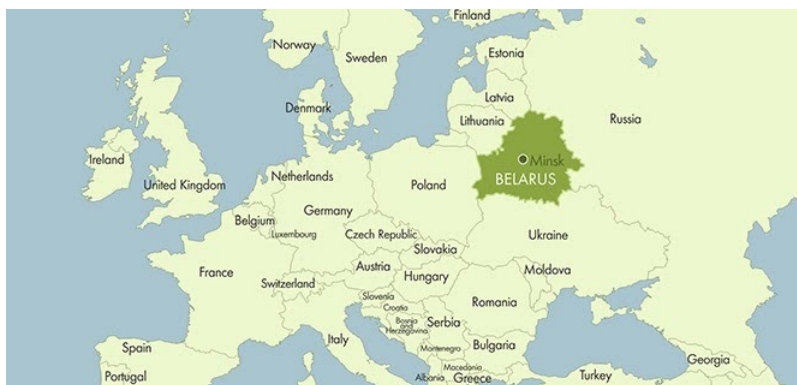 Finland
Norway
Sweden
Estonia
Latvia
Denmark
Lithuania
Russia
Ireland
Minsk
United Kingdom
Netherlands
Poland
BELARUS
Belgium
Germany
Luxembourg
Czech Republic
Ukraine
Slovakia
France
Austria
Moldova
Switzerland
Hungary
Slovenia
Romania
Croatia
Bosnia
and
Herzegovina
Serbia
Italy
Bulgaria
Spain
Montenegro
Georgia
Macedonia
Portugal
Albania
Greece
Turkey